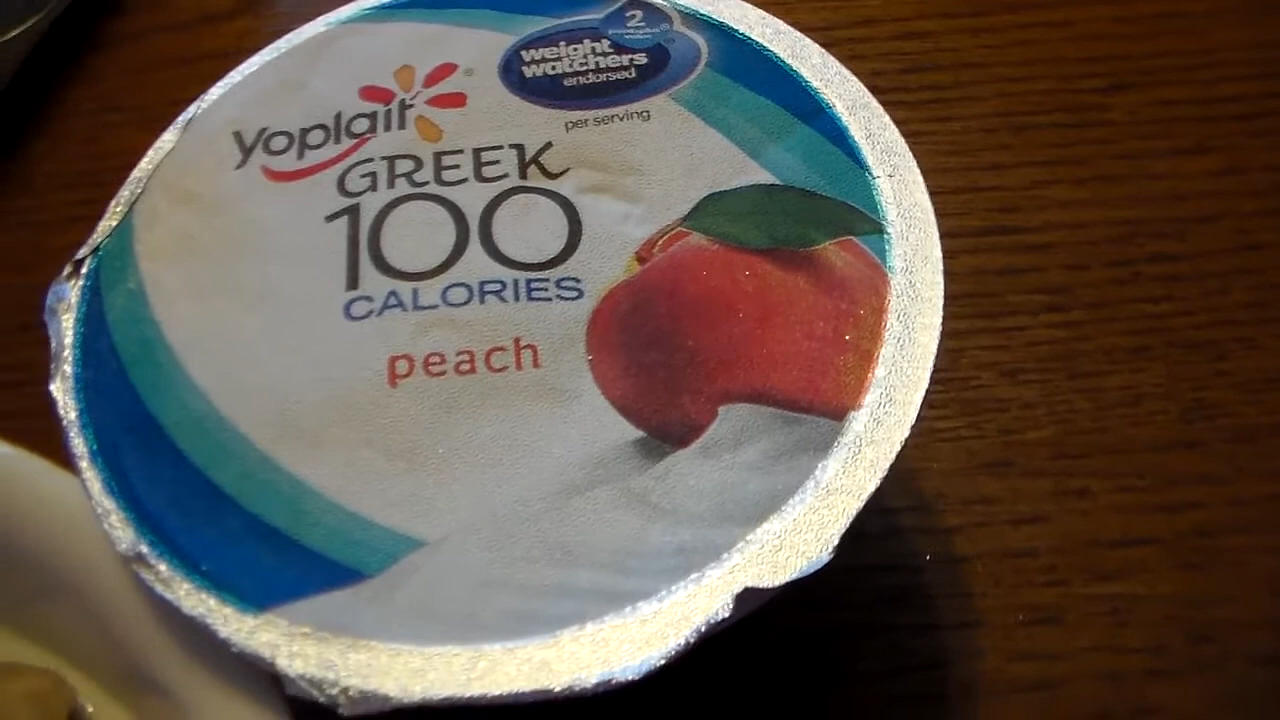 2
weight
watchers
endorsed
per serving
yoplait
GREEK
100
CALORIES
peach